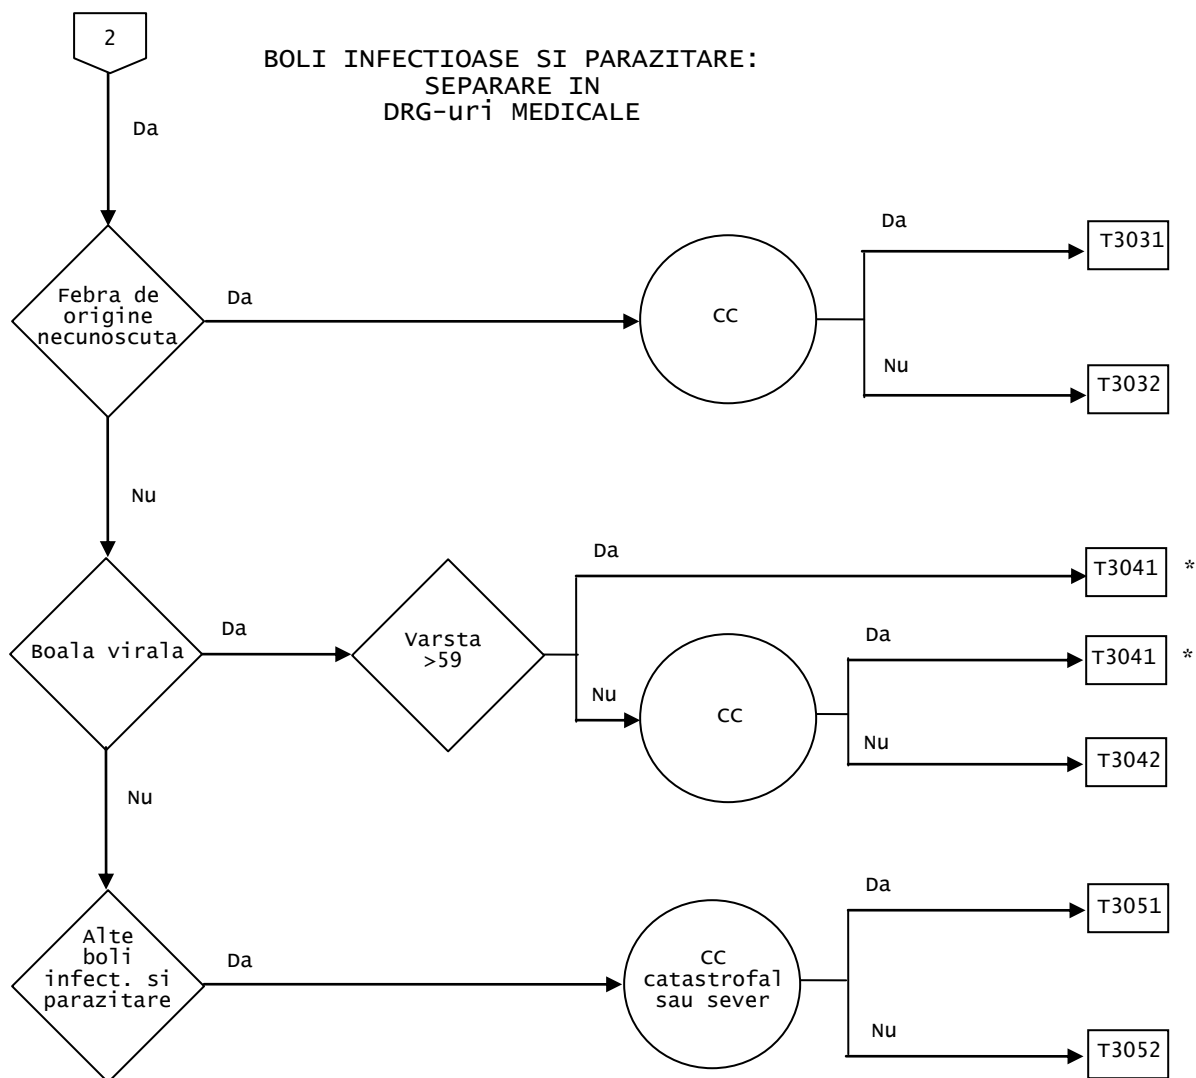 2
BOLI INFECTIOASE SI PARAZITARE:
SEPARARE IN
DRG-uri MEDICALE
Da
Febra de
origine
necunoscuta
Da
CC
Da
T3031
Nu
T3032
Nu
Boala virala
Da
Varsta
>59
Da
T3041 *
Nu
CC
Da
T3041 *
Nu
T3042
Nu
Alte
boli
infect. si
parazitare
Da
CC
catastrofal
sau sever
Da
T3051
Nu
T3052